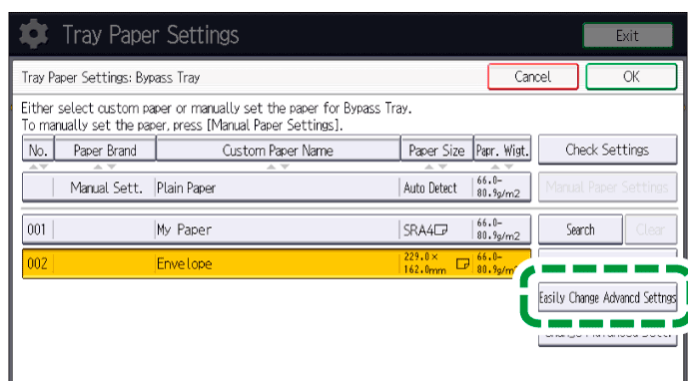 Tray Paper Settings
Exit
Tray Paper Settings: Bypass Tray
Cancel
OK
Either select custom paper or manually set the paper for Bypass Tray.
To manually set the paper, press [Manual Paper Settings].
No. Paper Brand Custom Paper Name Paper Size Papr. Wigt.
Check Settings
Manual Sett. Plain Paper Auto Detect 66.0-
80.9g/m2
Manual Paper Settings
001 My Paper SRA4 66.0-
80.9g/m2
Search Clear
002 Envelope 229.0× 66.0-
162.0mm 80.9g/m
Easily Change Advancd Settngs